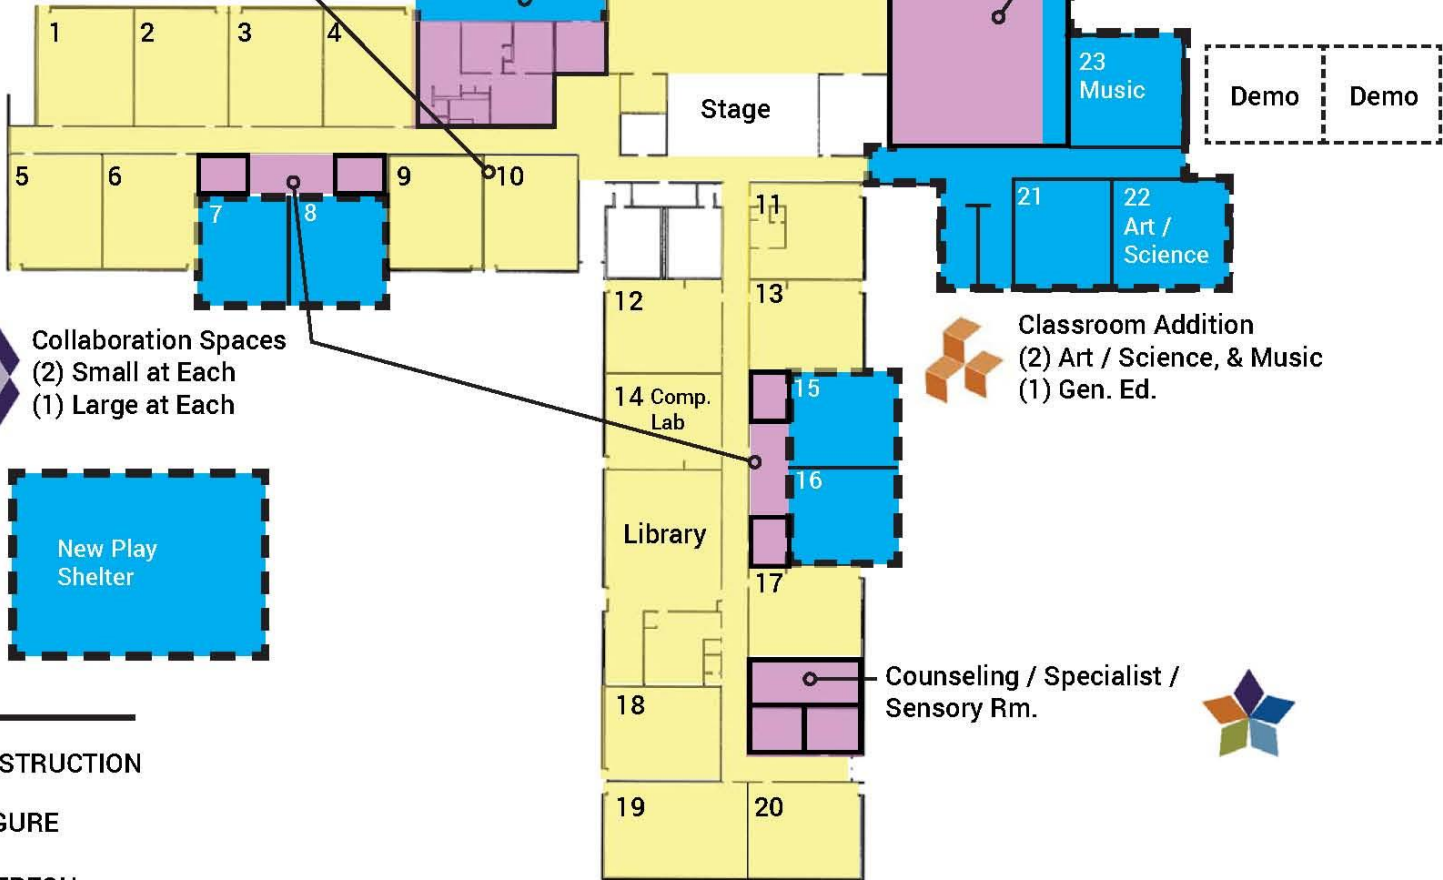 1
2
3
4
23
Music
Demo
Demo
Stage
5
6
7
8
9
10
11
21
22
Art /
Science
12
13
Collaboration Spaces
(2) Small at Each
(1) Large at Each
Classroom Addition
(2) Art / Science, & Music
(1) Gen. Ed.
14 Comp.
Lab
15
16
New Play
Shelter
Library
17
Counseling / Specialist /
Sensory Rm.
18
STRUCTION
GURE
19
20